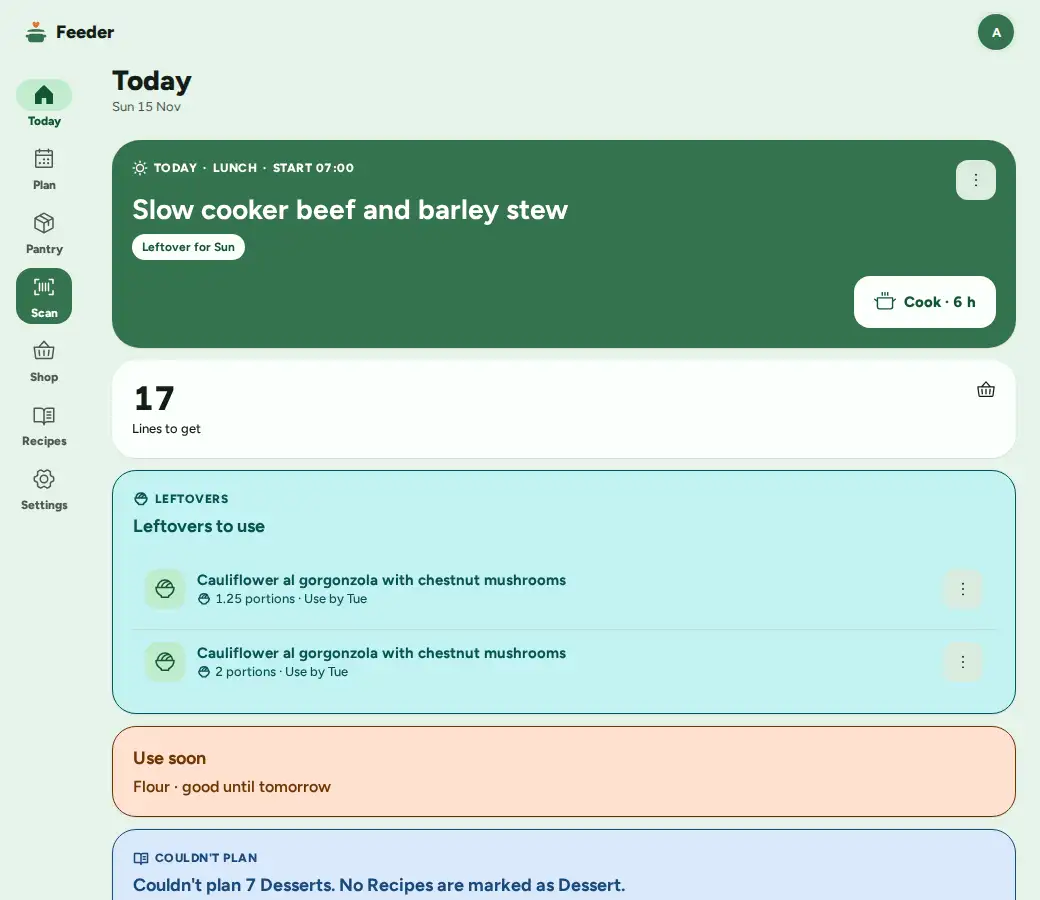 Feeder
A
Today
Sun 15 Nov
Today
Plan
Pantry
Scan
Shop
Recipes
Settings
TODAY · LUNCH · START 07:00
Slow cooker beef and barley stew
Leftover for Sun
Cook · 6 h
17
Lines to get
LEFTOVERS
Leftovers to use
Cauliflower al gorgonzola with chestnut mushrooms
1.25 portions · Use by Tue
Cauliflower al gorgonzola with chestnut mushrooms
2 portions · Use by Tue
Use soon
Flour · good until tomorrow
COULDN'T PLAN
Couldn't plan 7 Desserts. No Recipes are marked as Dessert.